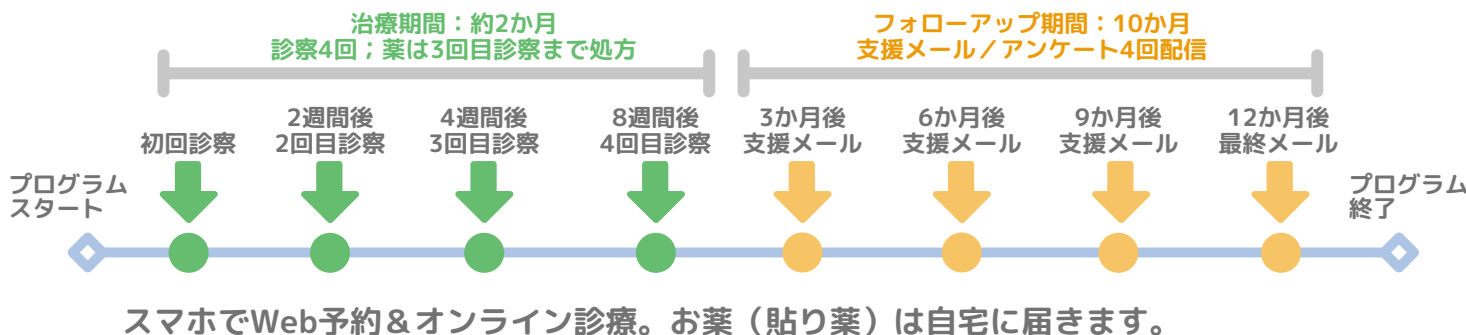 治療期間：約2か月
診察4回；薬は3回目診察まで処方
フォローアップ期間：10か月
支援メール／アンケート4回配信
初回診察
2週間後
2回目診察
4週間後
3回目診察
8週間後
4回目診察
3か月後
支援メール
6か月後
支援メール
9か月後
支援メール
12か月後
最終メール
プログラム
スタート
プログラム
終了
スマホでWeb予約＆オンライン診療。お薬（貼り薬）は自宅に届きます。